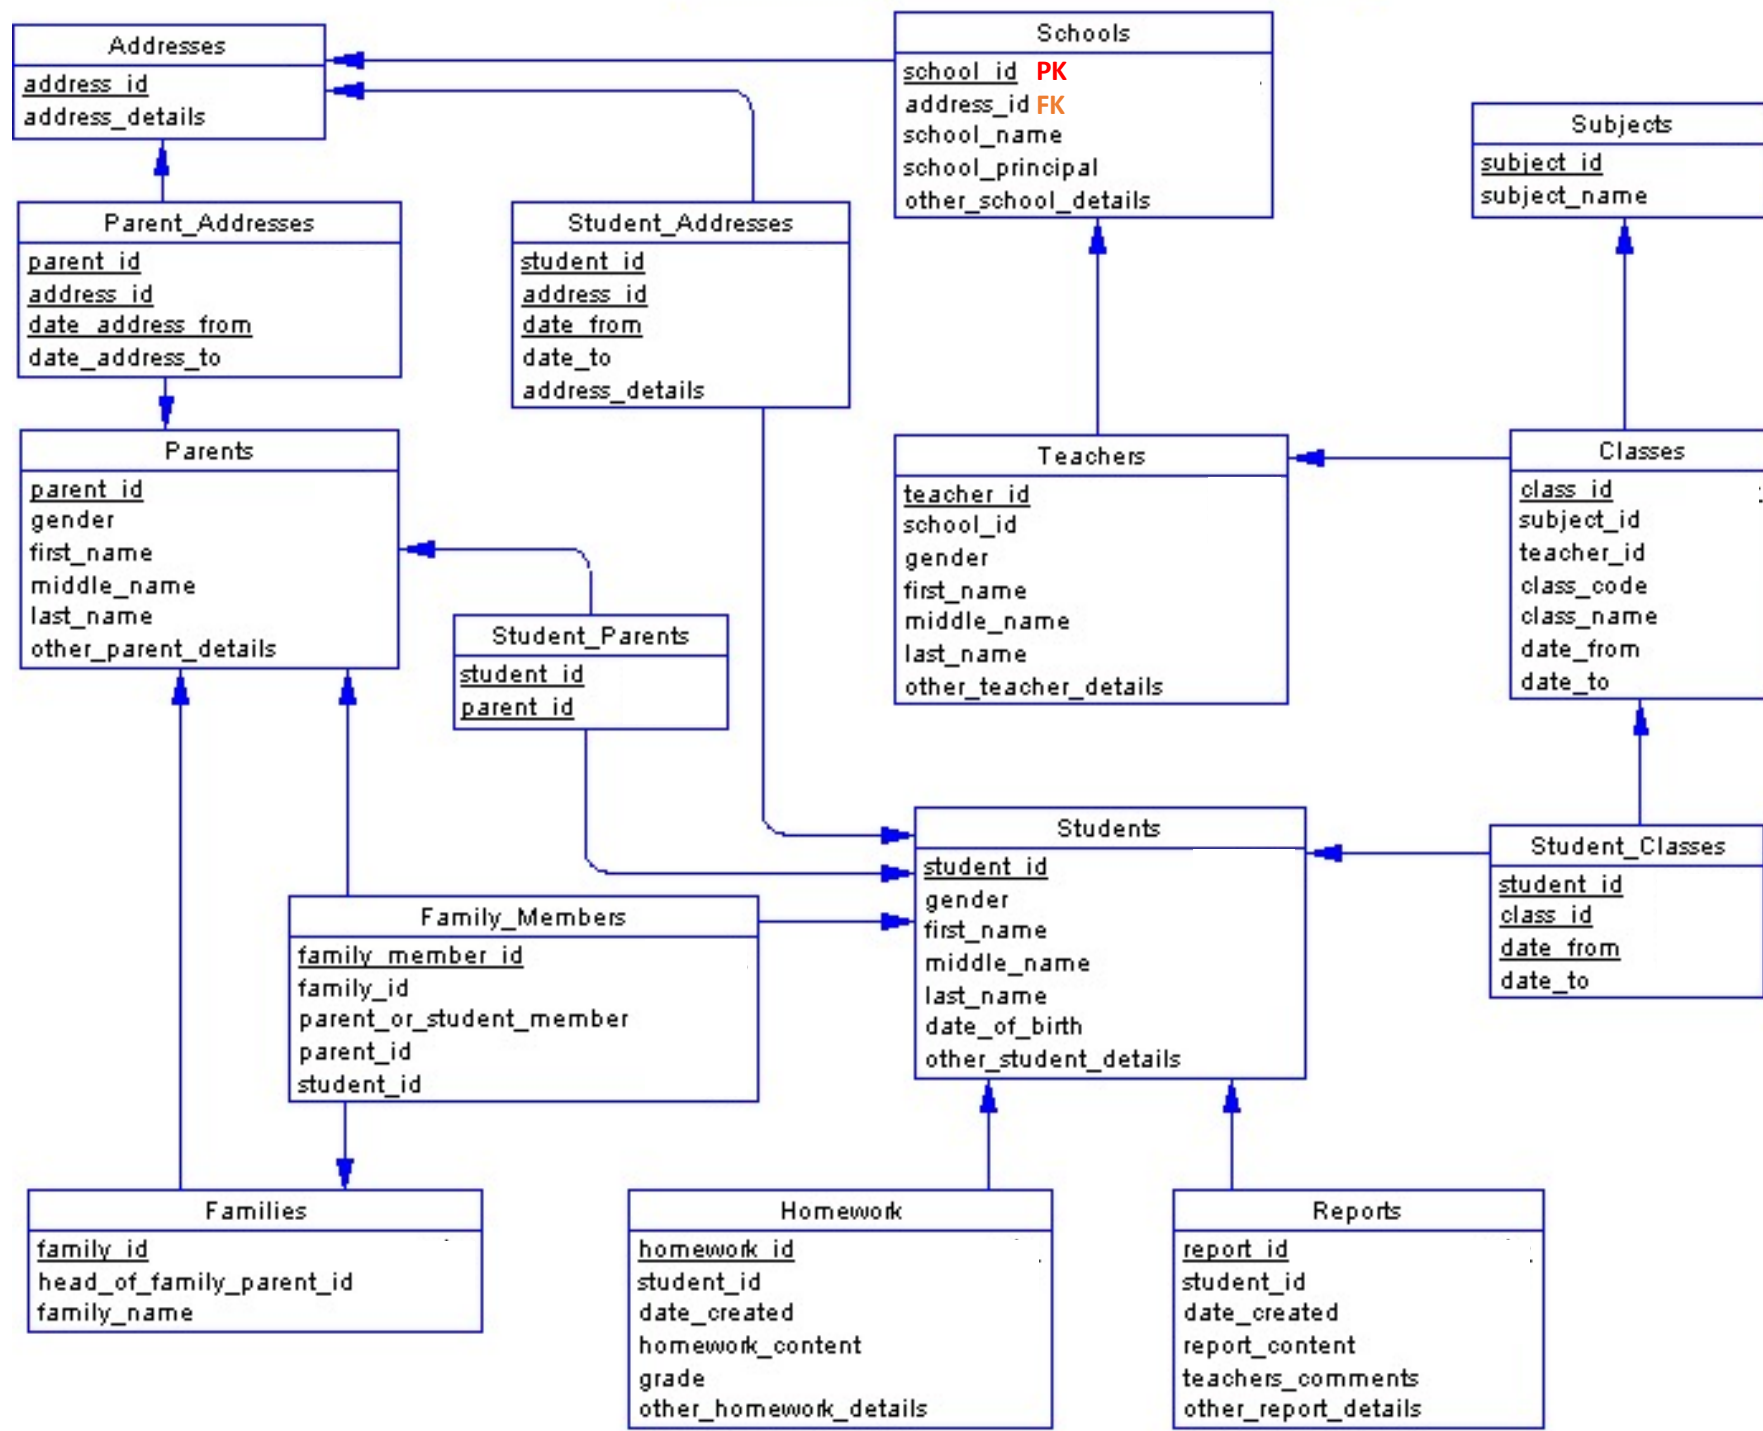 Addresses
address_id
address_details
Schools
school_id PK
address_id FK
school_name
school_principal
other_school_details
Subjects
subject_id
subject_name
Parent_Addresses
parent_id
address_id
date_address_from
date_address_to
Student_Addresses
student_id
address_id
date_from
date_to
address_details
Parents
parent_id
gender
first_name
middle_name
last_name
other_parent_details
Student_Parents
student_id
parent_id
Teachers
teacher_id
school_id
gender
first_name
middle_name
last_name
other_teacher_details
Classes
class_id
subject_id
teacher_id
class_code
class_name
date_from
date_to
Family_Members
family_member_id
family_id
parent_or_student_member
parent_id
student_id
Students
student_id
gender
first_name
middle_name
last_name
date_of_birth
other_student_details
Student_Classes
student_id
class_id
date_from
date_to
Families
family_id
head_of_family_parent_id
family_name
Homework
homework_id
student_id
date_created
homework_content
grade
other_homework_details
Reports
report_id
student_id
date_created
report_content
teachers_comments
other_report_details